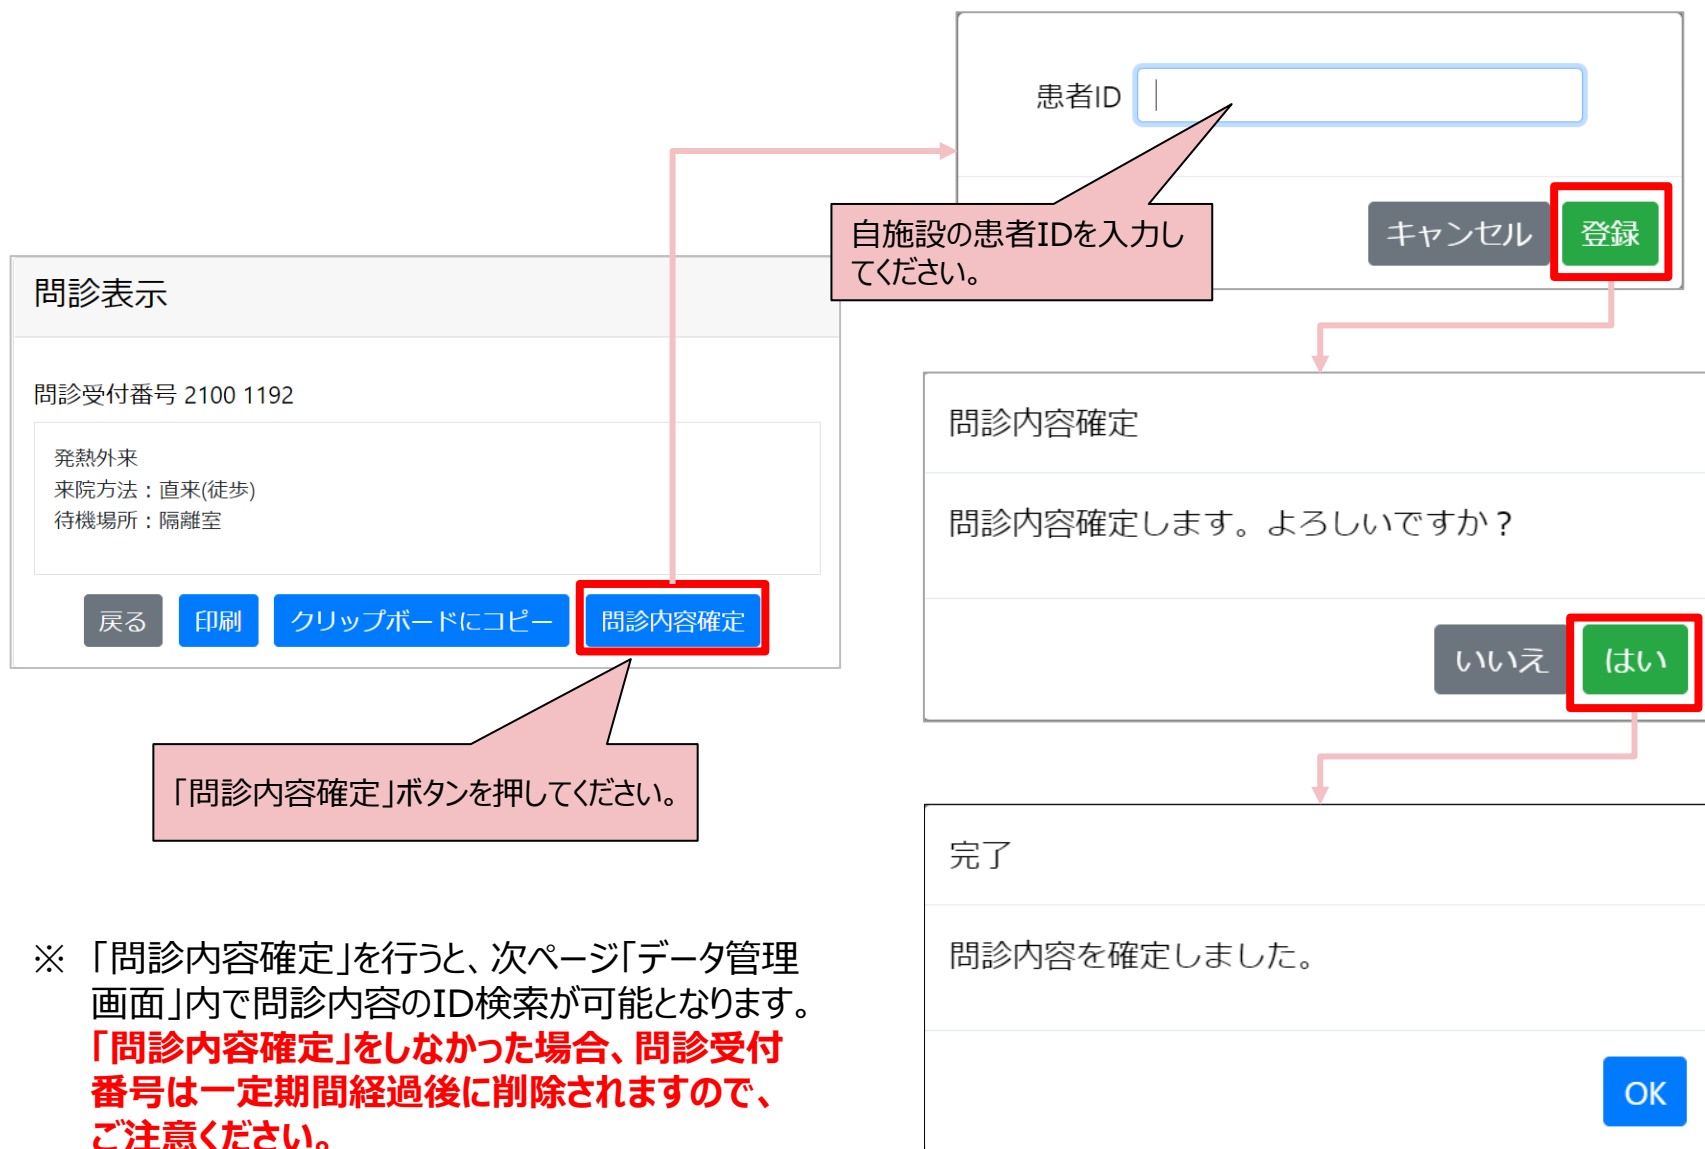 患者ID
自施設の患者IDを入力し
てください。
キャンセル
登録
問診表示
問診受付番号 2100 1192
発熱外来
来院方法：直来(徒歩)
待機場所：隔離室
戻る
印刷
クリップボードにコピー
問診内容確定
「問診内容確定」ボタンを押してください。
問診内容確定
問診内容確定します。よろしいですか？
いいえ
はい
完了
問診内容を確定しました。
OK
※ 「問診内容確定」を行うと、次ページ「データ管理
画面」内で問診内容のID検索が可能となります。
「問診内容確定」をしなかった場合、問診受付
番号は一定期間経過後に削除されますので、
ご注意ください。